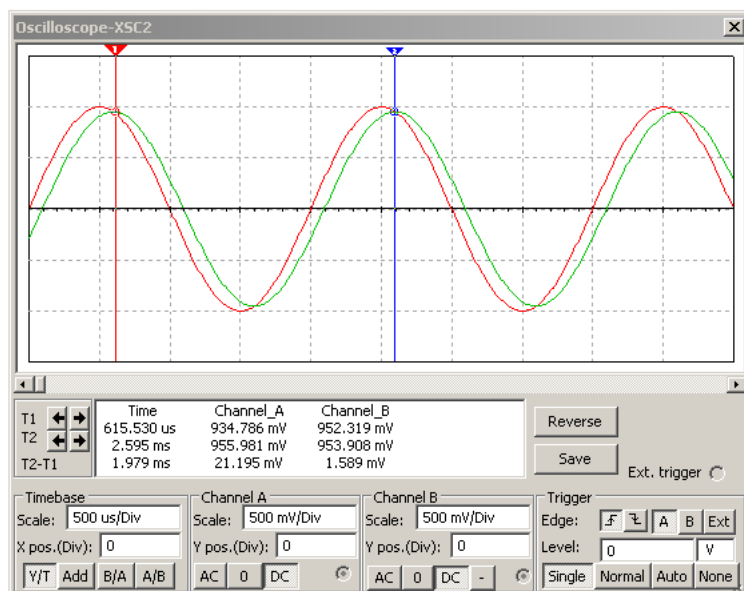 Oscilloscope-XSC2
1 2
Time Channel_A Channel_B
T1 615.530 us 934.786 mV 952.319 mV
T2 2.595 ms 955.981 mV 953.908 mV
T2-T1 1.979 ms 21.195 mV 1.589 mV
Reverse
Save
Ext. trigger
Timebase
Scale: 500 us/Div
X pos.(Div): 0
Y/T Add B/A A/B
Channel A
Scale: 500 mV/Div
Y pos.(Div): 0
AC 0 DC
Channel B
Scale: 500 mV/Div
Y pos.(Div): 0
AC 0 DC -
Trigger
Edge: A B Ext
Level: 0 V
Single Normal Auto None